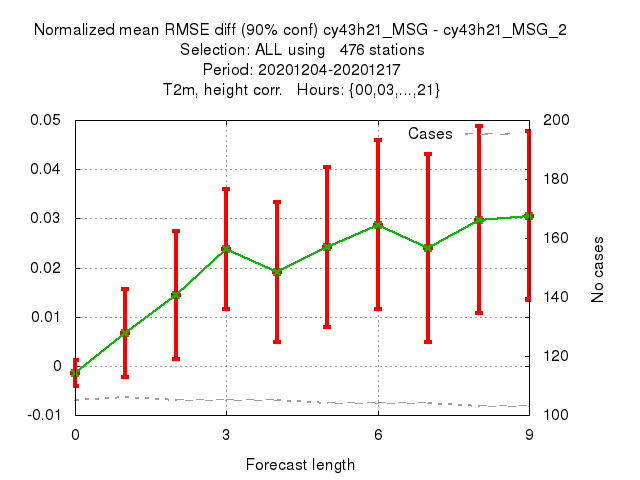 Normalized mean RMSE diff (90% conf) cy43h21_MSG - cy43h21_MSG_2
Selection: ALL using   476 stations
Period: 20201204-20201217
T2m, height corr.   Hours: {00,03,...,21}
Cases
0.05
0.04
0.03
0.02
0.01
0
-0.01
200
180
160
140
120
100
No cases
0
3
6
9
Forecast length